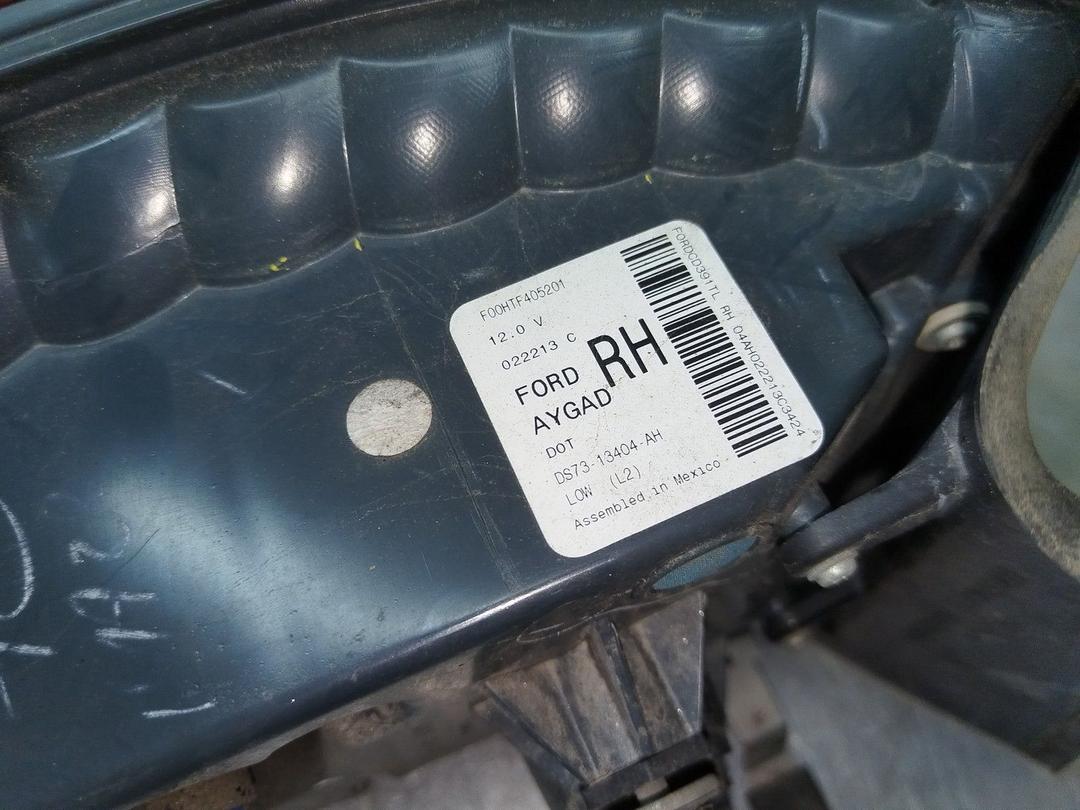 F00HTF405201
12.0 V
022213 C
FORD RH
AYGAD
DOT
DS73-13404-AH
LOW (L2)
Assembled in Mexico
FORDCD391TL RH 04AH022213C3424